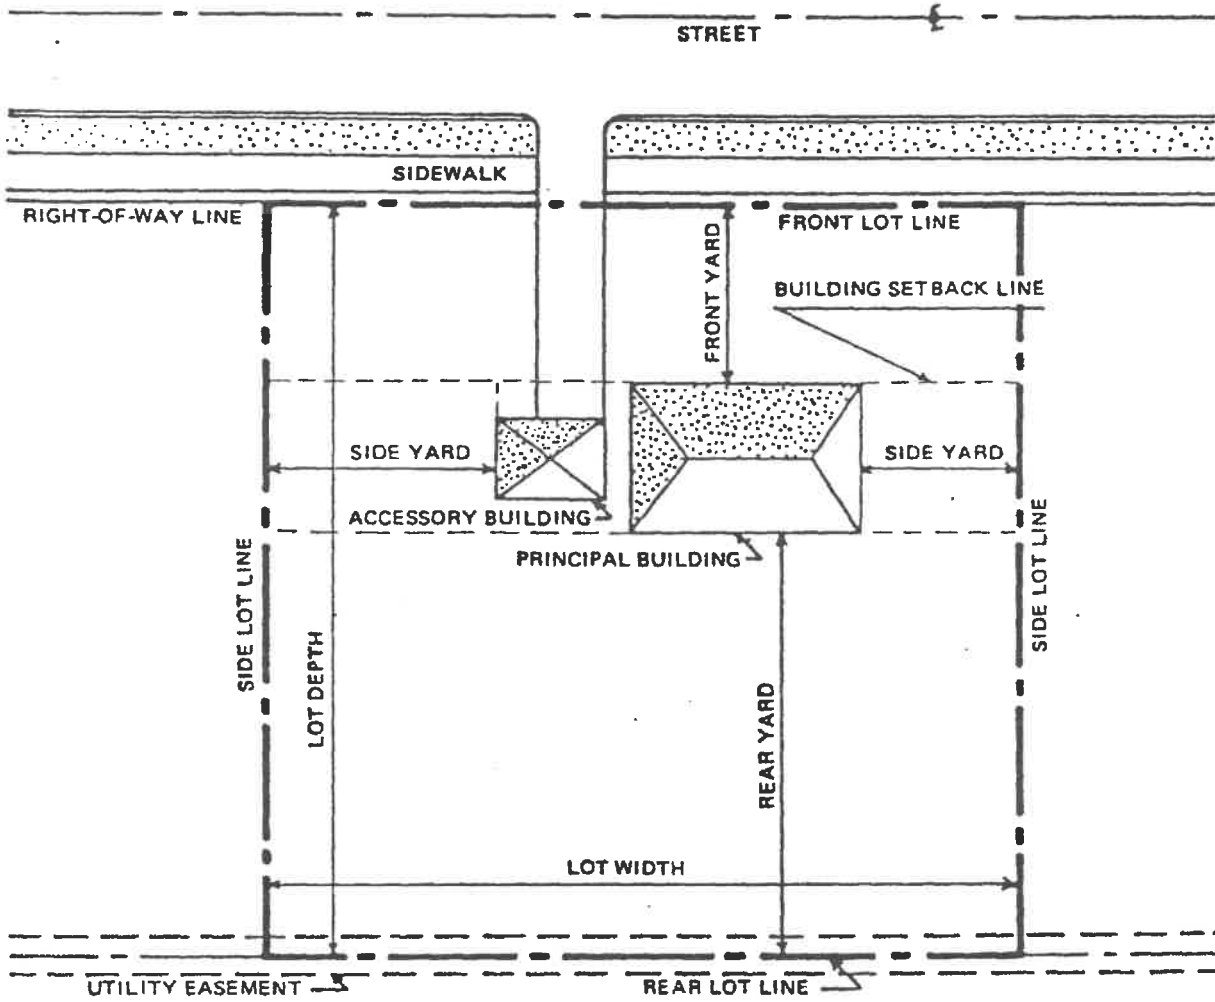 STREET
SIDEWALK
RIGHT-OF-WAY LINE
FRONT LOT LINE
FRONT YARD
BUILDING SETBACK LINE
SIDE YARD
SIDE YARD
ACCESSORY BUILDING
PRINCIPAL BUILDING
SIDE LOT LINE
LOT DEPTH
REAR YARD
SIDE LOT LINE
LOT WIDTH
UTILITY EASEMENT
REAR LOT LINE